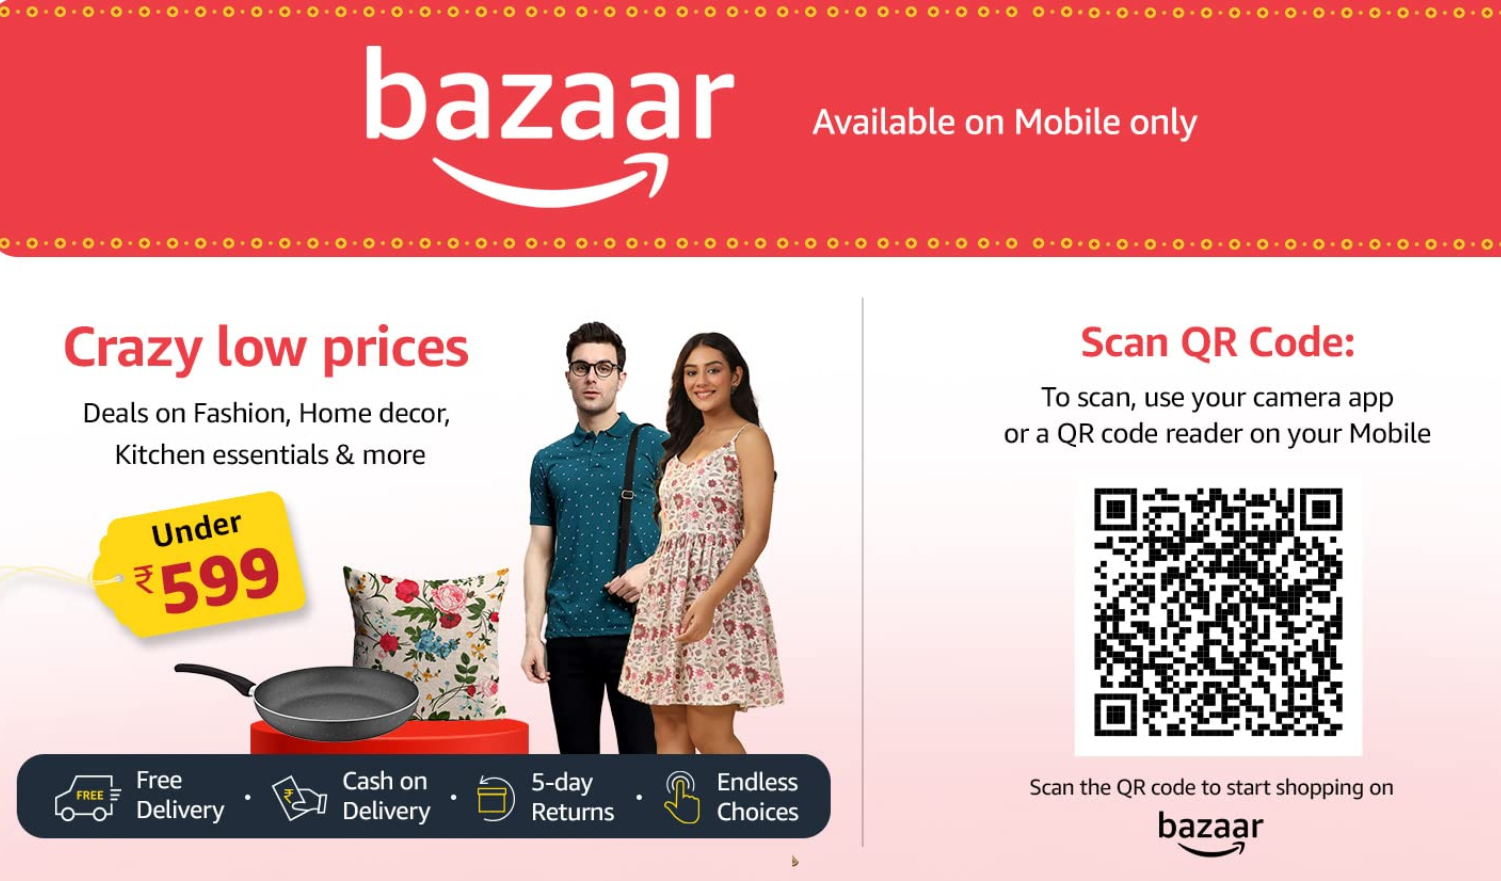 bazaar
Available on Mobile only
Crazy low prices
Deals on Fashion, Home decor,
Kitchen essentials & more
Under
₹599
Free
Delivery
FREE
Cash on
Delivery
₹
5-day
Returns
Endless
Choices
Scan QR Code:
To scan, use your camera app
or a QR code reader on your Mobile
Scan the QR code to start shopping on
bazaar